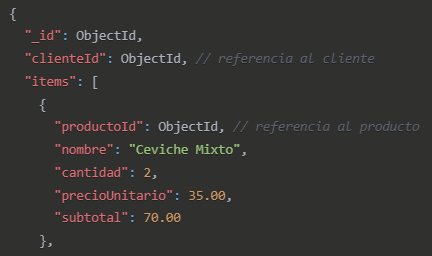 {
"_id": ObjectId,
"clienteId": ObjectId, // referencia al cliente
"items": [
{
"productoId": ObjectId, // referencia al producto
"nombre": "Ceviche Mixto",
"cantidad": 2,
"precioUnitario": 35.00,
"subtotal": 70.00
},